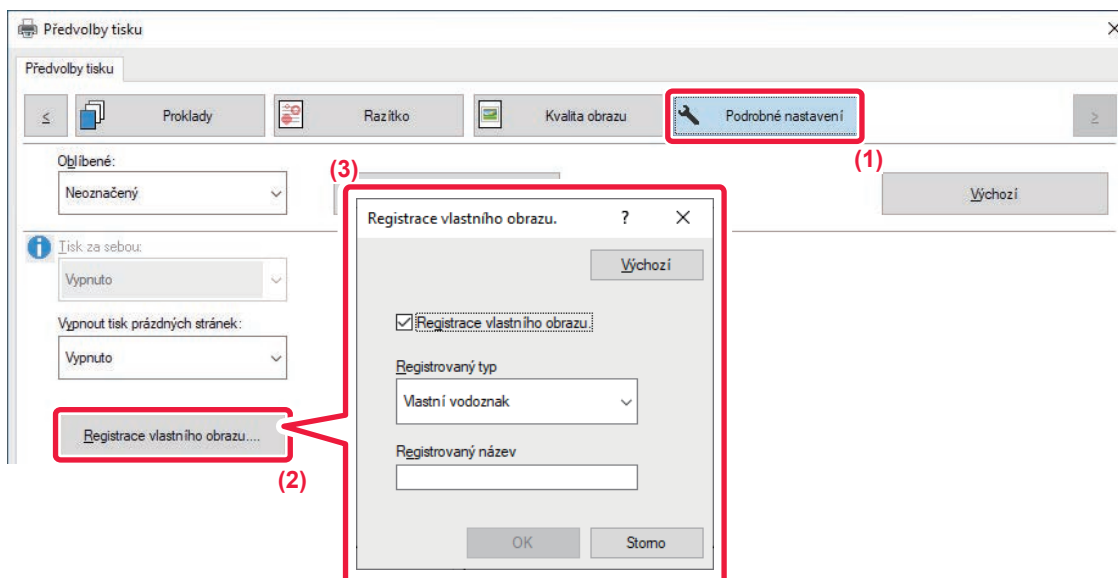 Předvolby tisku
Předvolby tisku
≤
Proklady
Razítko
Kvalita obrazu
Podrobné nastavení
≥
(1)
Oblíbené:
Neoznačený
(3)
Výchozí
Tisk za sebou:
Vypnuto
Vypnout tisk prázdných stránek:
Vypnuto
Registrace vlastního obrazu....
(2)
Registrace vlastního obrazu.
?
Výchozí
Registrace vlastního obrazu.
Registrovaný typ
Vlastní vodoznak
Registrovaný název
OK
Storno